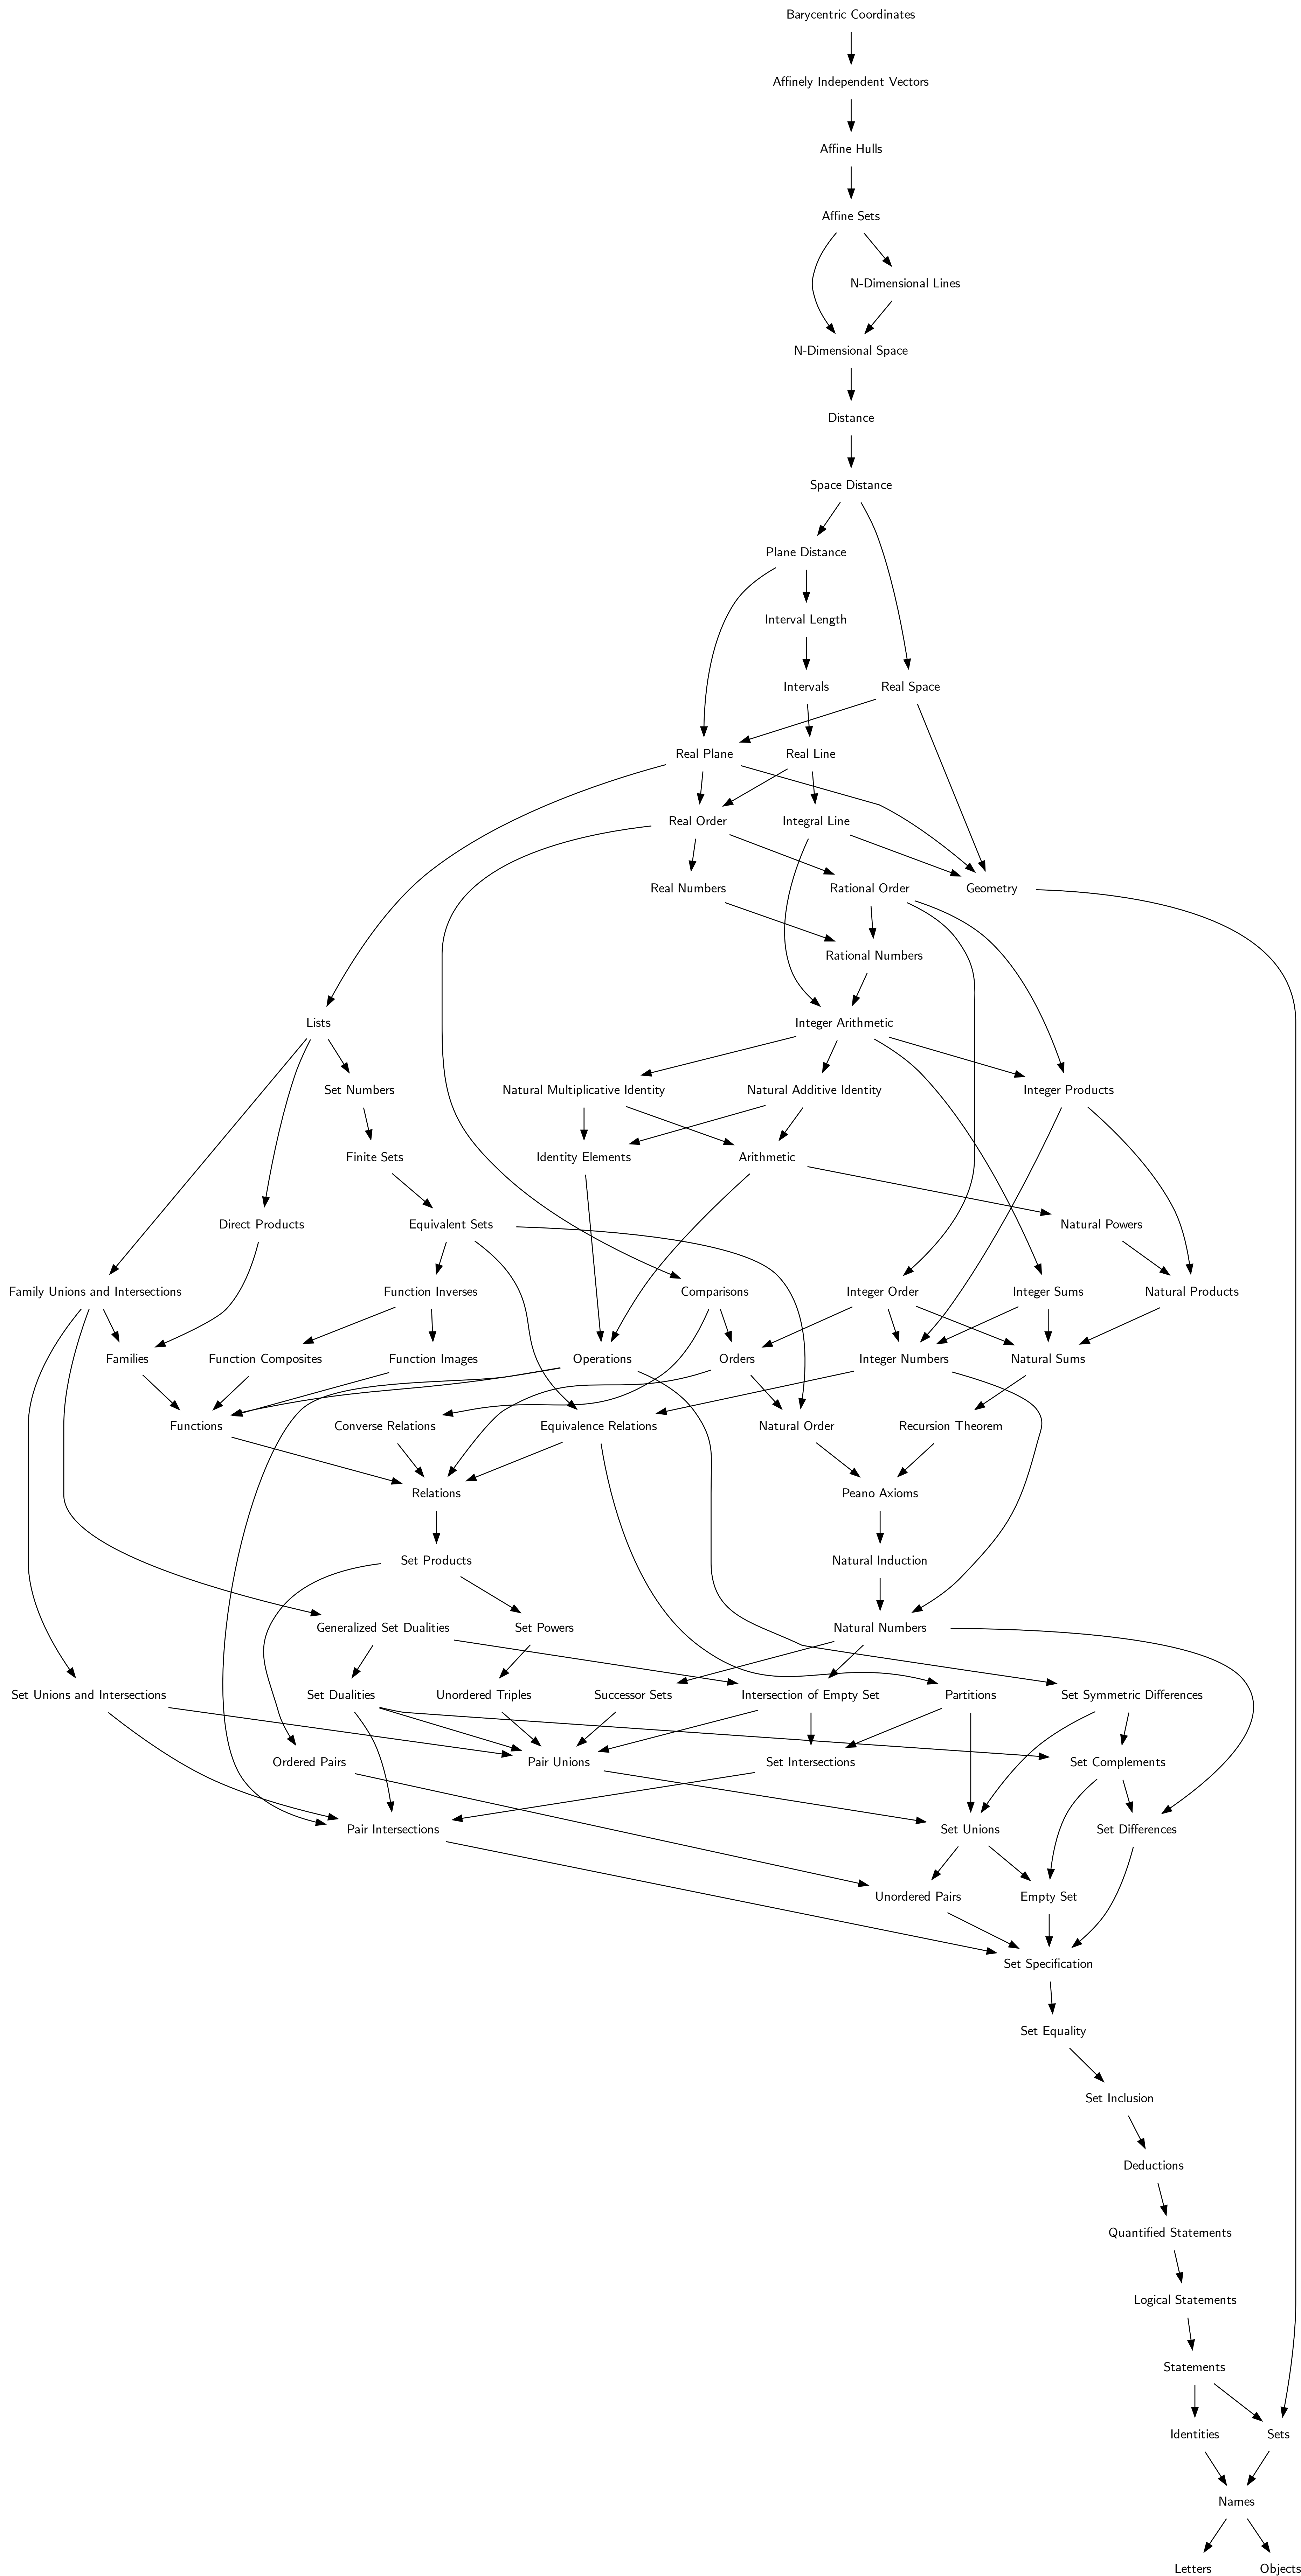 Barycentric Coordinates
Affinely Independent Vectors
Affine Hulls
Affine Sets
N-Dimensional Lines
N-Dimensional Space
Distance
Space Distance
Plane Distance
Interval Length
Intervals
Real Space
Real Plane
Real Line
Real Order
Integral Line
Real Numbers
Rational Order
Geometry
Rational Numbers
Lists
Integer Arithmetic
Set Numbers
Natural Multiplicative Identity
Natural Additive Identity
Integer Products
Finite Sets
Identity Elements
Arithmetic
Direct Products
Equivalent Sets
Natural Powers
Family Unions and Intersections
Function Inverses
Comparisons
Integer Order
Integer Sums
Natural Products
Families
Function Composites
Function Images
Operations
Orders
Integer Numbers
Natural Sums
Functions
Converse Relations
Equivalence Relations
Natural Order
Recursion Theorem
Relations
Peano Axioms
Set Products
Natural Induction
Generalized Set Dualities
Set Powers
Natural Numbers
Set Unions and Intersections
Set Dualities
Unordered Triples
Successor Sets
Intersection of Empty Set
Partitions
Set Symmetric Differences
Ordered Pairs
Pair Unions
Set Intersections
Set Complements
Pair Intersections
Set Unions
Set Differences
Unordered Pairs
Empty Set
Set Specification
Set Equality
Set Inclusion
Deductions
Quantified Statements
Logical Statements
Statements
Identities
Sets
Names
Letters
Objects